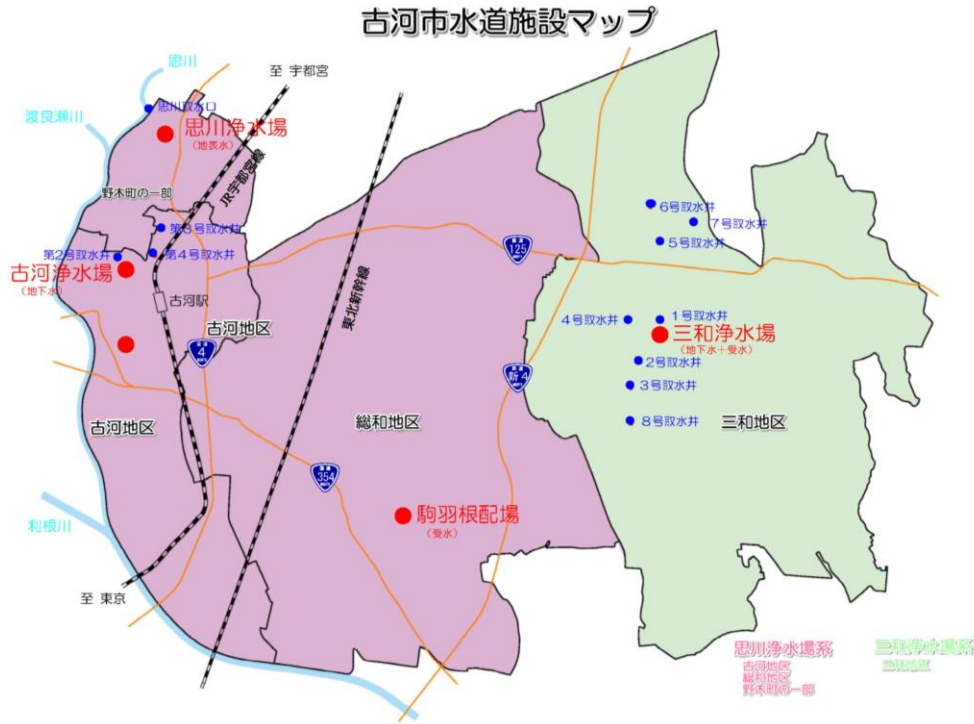 古河市水道施設マップ
思川
至 宇都宮
渡良瀬川
思川取水口
思川浄水場
（地表水）
JR宇都宮線
野木町の一部
第3号取水井
第2号取水井
第4号取水井
古河浄水場
（地下水）
古河駅
古河地区
国道
4
古河地区
利根川
至 東京
東北新幹線
総和地区
国道
354
駒羽根配場
（受水）
国道
125
国道
新4
6号取水井
7号取水井
5号取水井
4号取水井
1号取水井
三和浄水場
（地下水＋受水）
2号取水井
3号取水井
8号取水井
三和地区
思川浄水場系
古河地区
総和地区
野木町の一部
三和浄水場系
三和地区